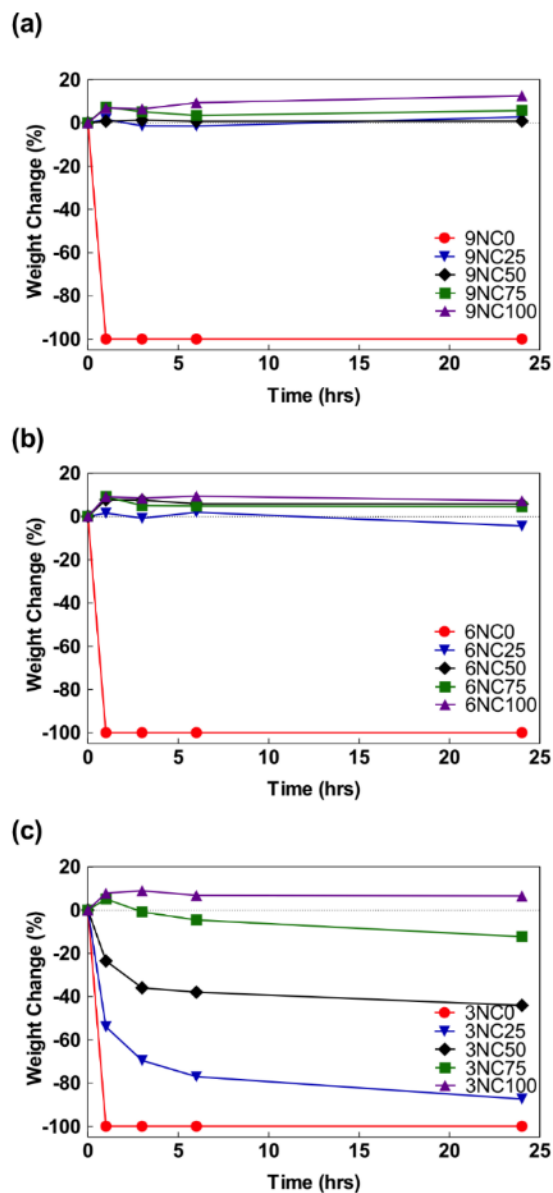 (a)
Weight Change (%)
20
0
-20
-40
-60
-80
-100
9NC0
9NC25
9NC50
9NC75
9NC100
0 5 10 15 20 25
Time (hrs)
(b)
Weight Change (%)
20
0
-20
-40
-60
-80
-100
6NC0
6NC25
6NC50
6NC75
6NC100
0 5 10 15 20 25
Time (hrs)
(c)
Weight Change (%)
20
0
-20
-40
-60
-80
-100
3NC0
3NC25
3NC50
3NC75
3NC100
0 5 10 15 20 25
Time (hrs)